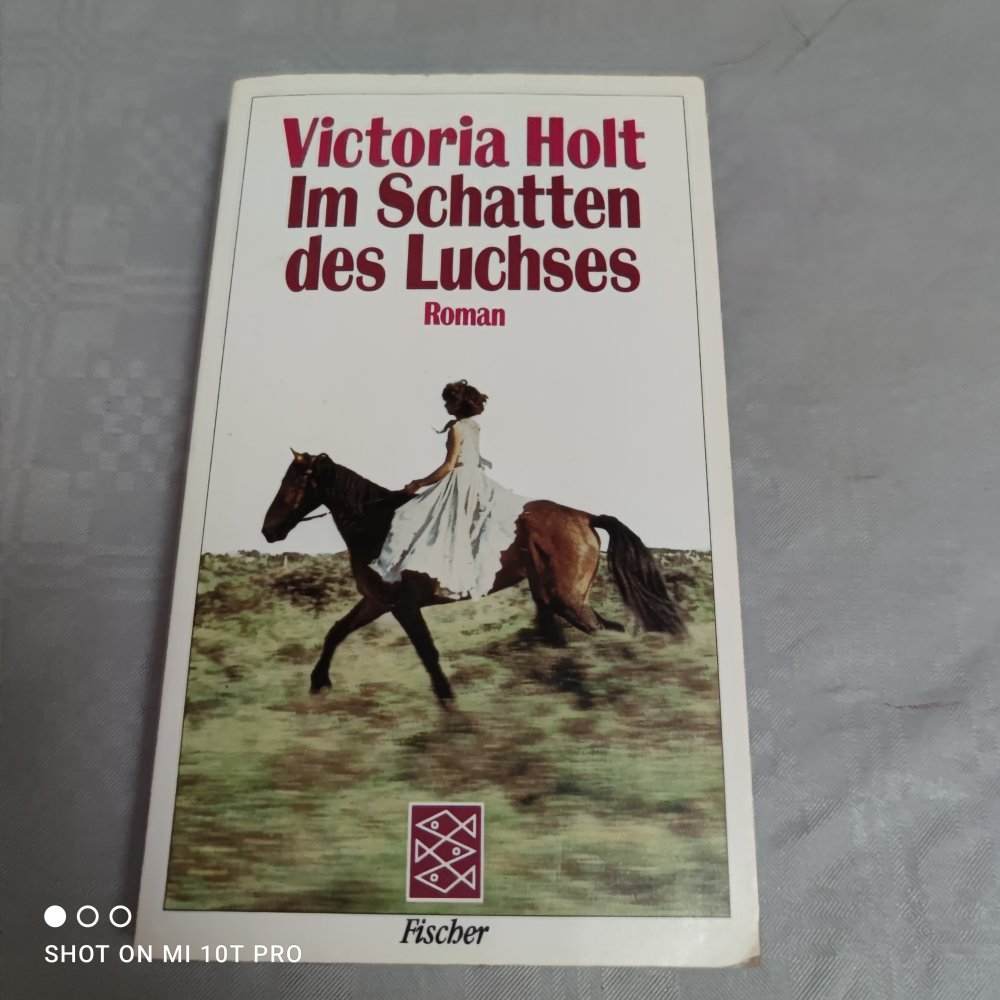 Victoria Holt
Im Schatten
des Luchses
Roman
Fischer
SHOT ON MI 10T PRO